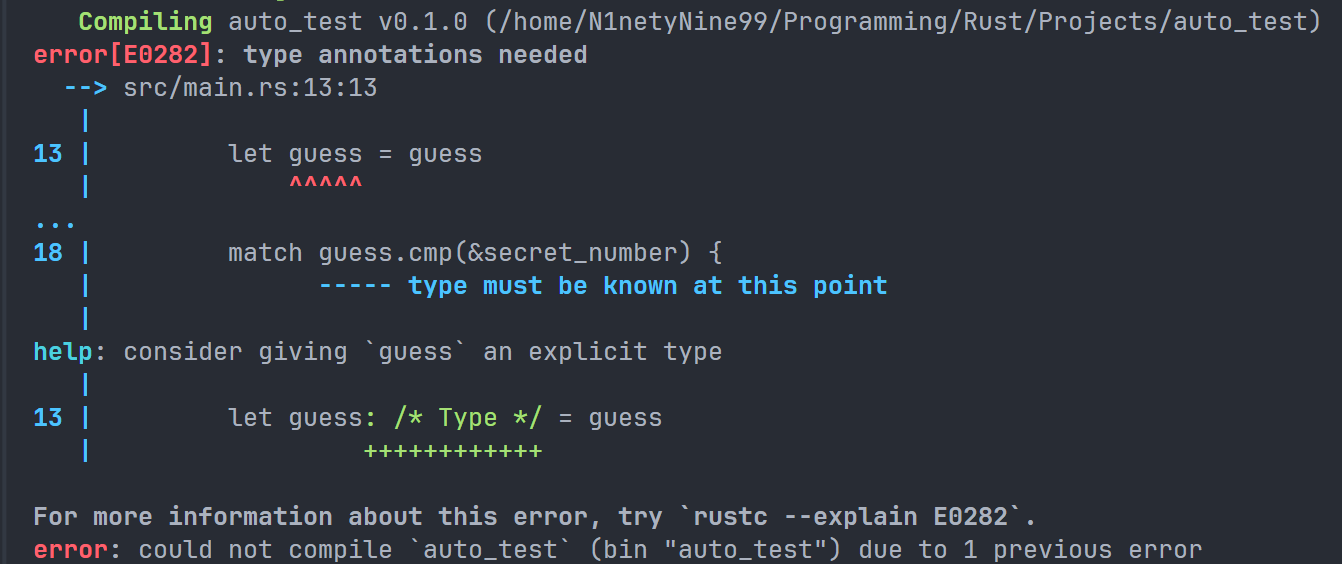 Compiling auto_test v0.1.0 (/home/N1netyNine99/Programming/Rust/Projects/auto_test)
error[E0282]: type annotations needed
--> src/main.rs:13:13
|
13 | let guess = guess
| ^^^^^
...
18 | match guess.cmp(&secret_number) {
| ----- type must be known at this point
|
help: consider giving `guess` an explicit type
|
13 | let guess: /* Type */ = guess
| ++++++++++++
For more information about this error, try `rustc --explain E0282`.
error: could not compile `auto_test` (bin "auto_test") due to 1 previous error